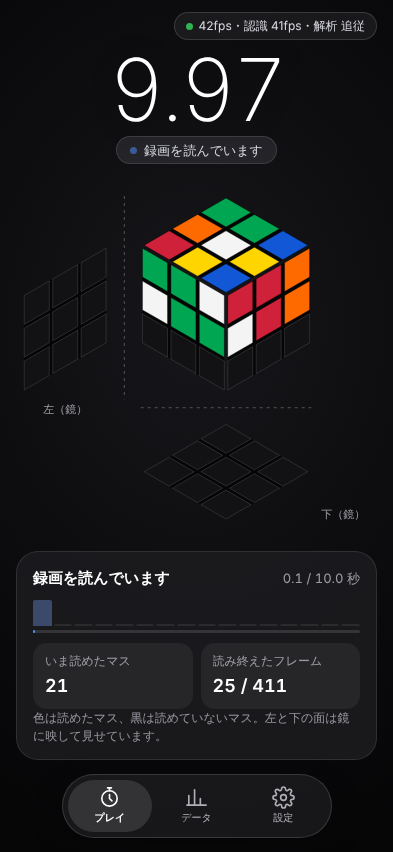 42fps・認識 41fps・解析 追従
9.97
録画を読んでいます
左（鏡）
下（鏡）
録画を読んでいます 0.1 / 10.0 秒
いま読めたマス
21
読み終えたフレーム
25 / 411
色は読めたマス、黒は読めていないマス。左と下の面は鏡
に映して見せています。
プレイ
データ
設定